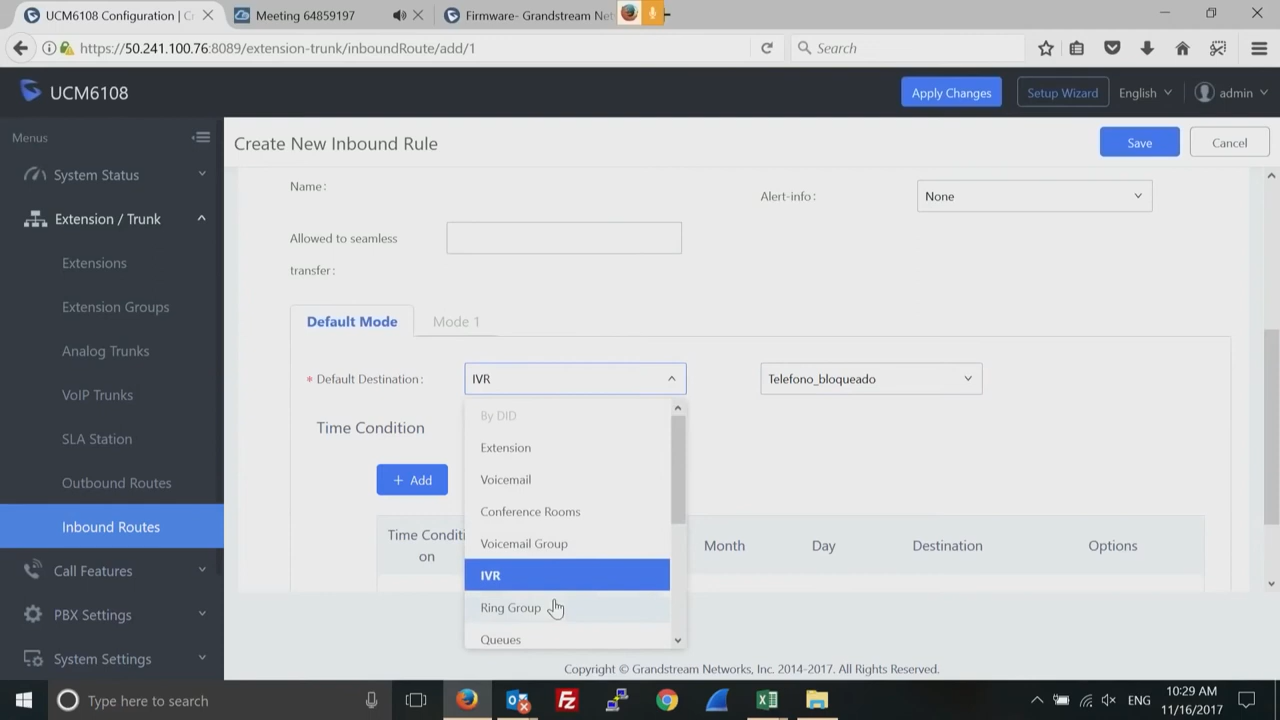 UCM6108 Configuration | C
Meeting 64859197
Firmware- Grandstream Net
https://50.241.100.76:8089/extension-trunk/inboundRoute/add/1
Search
UCM6108
Apply Changes
Setup Wizard
English
admin
Menus
Create New Inbound Rule
Save
Cancel
System Status
Name :
Alert-info :
None
Extension / Trunk
Allowed to seamless
transfer :
Extensions
Extension Groups
Default Mode
Mode 1
Analog Trunks
* Default Destination :
IVR
Telefono_bloqueado
VoIP Trunks
By DID
Time Condition
SLA Station
Extension
+ Add
Voicemail
Outbound Routes
Conference Rooms
Inbound Routes
Time Conditi
on
Voicemail Group
Month
Day
Destination
Options
Call Features
IVR
PBX Settings
Ring Group
Queues
System Settings
Copyright © Grandstream Networks, Inc. 2014-2017. All Rights Reserved.
Type here to search
ENG
10:29 AM
11/16/2017